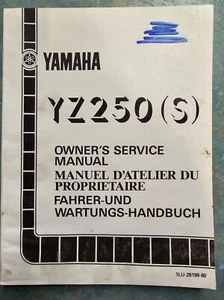 YAMAHA
YZ250(S)
OWNER'S SERVICE
MANUAL
MANUEL D'ATELIER DU
PROPRIETAIRE
FAHRER-UND
WARTUNGS-HANDBUCH
1LU-28199-80